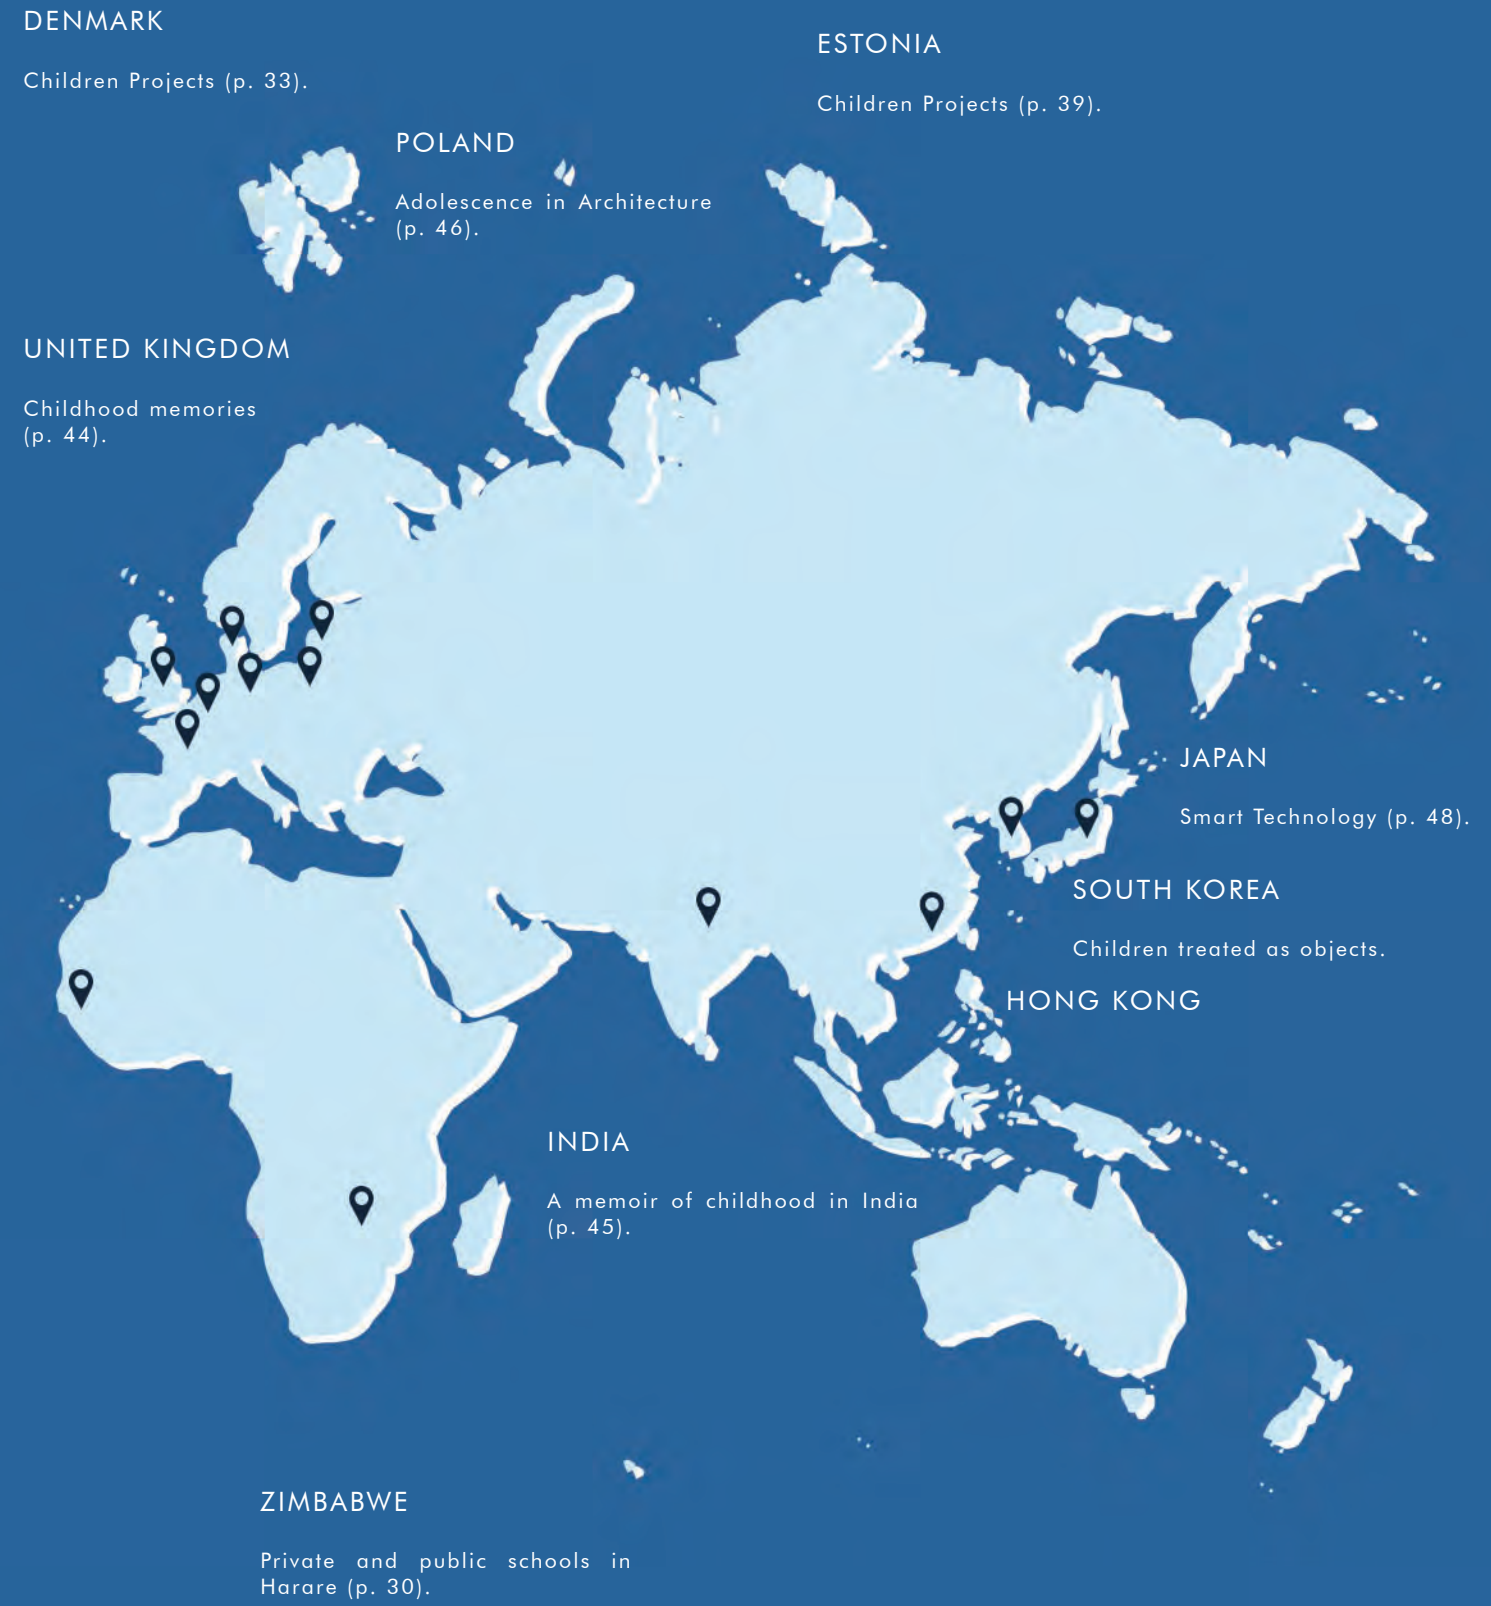 DENMARK
Children Projects (p. 33).
ESTONIA
Children Projects (p. 39).
POLAND
Adolescence in Architecture
(p. 46).
UNITED KINGDOM
Childhood memories
(p. 44).
JAPAN
Smart Technology (p. 48).
SOUTH KOREA
Children treated as objects.
HONG KONG
INDIA
A memoir of childhood in India
(p. 45).
ZIMBABWE
Private and public schools in
Harare (p. 30).